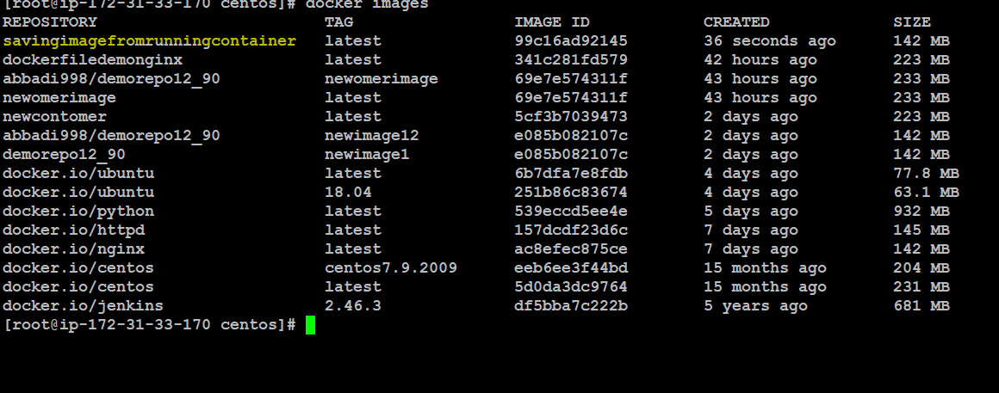 [root@ip-172-31-33-170 centos]# docker images
REPOSITORY TAG IMAGE ID CREATED SIZE
savingimagefromrunningcontainer latest 99c16ad92145 36 seconds ago 142 MB
dockerfiledemonginx latest 341c281fd579 42 hours ago 223 MB
abbadi998/demorepo12_90 newomerimage 69e7e574311f 43 hours ago 233 MB
newomerimage latest 69e7e574311f 43 hours ago 233 MB
newcontomer latest 5cf3b7039473 2 days ago 223 MB
abbadi998/demorepo12_90 newimage12 e085b082107c 2 days ago 142 MB
demorepo12_90 newimage1 e085b082107c 2 days ago 142 MB
docker.io/ubuntu latest 6b7dfa7e8fdb 4 days ago 77.8 MB
docker.io/ubuntu 18.04 251b86c83674 4 days ago 63.1 MB
docker.io/python latest 539eccd5ee4e 5 days ago 932 MB
docker.io/httpd latest 157dcdf23d6c 7 days ago 145 MB
docker.io/nginx latest ac8efec875ce 7 days ago 142 MB
docker.io/centos centos7.9.2009 eeb6ee3f44bd 15 months ago 204 MB
docker.io/centos latest 5d0da3dc9764 15 months ago 231 MB
docker.io/jenkins 2.46.3 df5bba7c222b 5 years ago 681 MB
[root@ip-172-31-33-170 centos]#